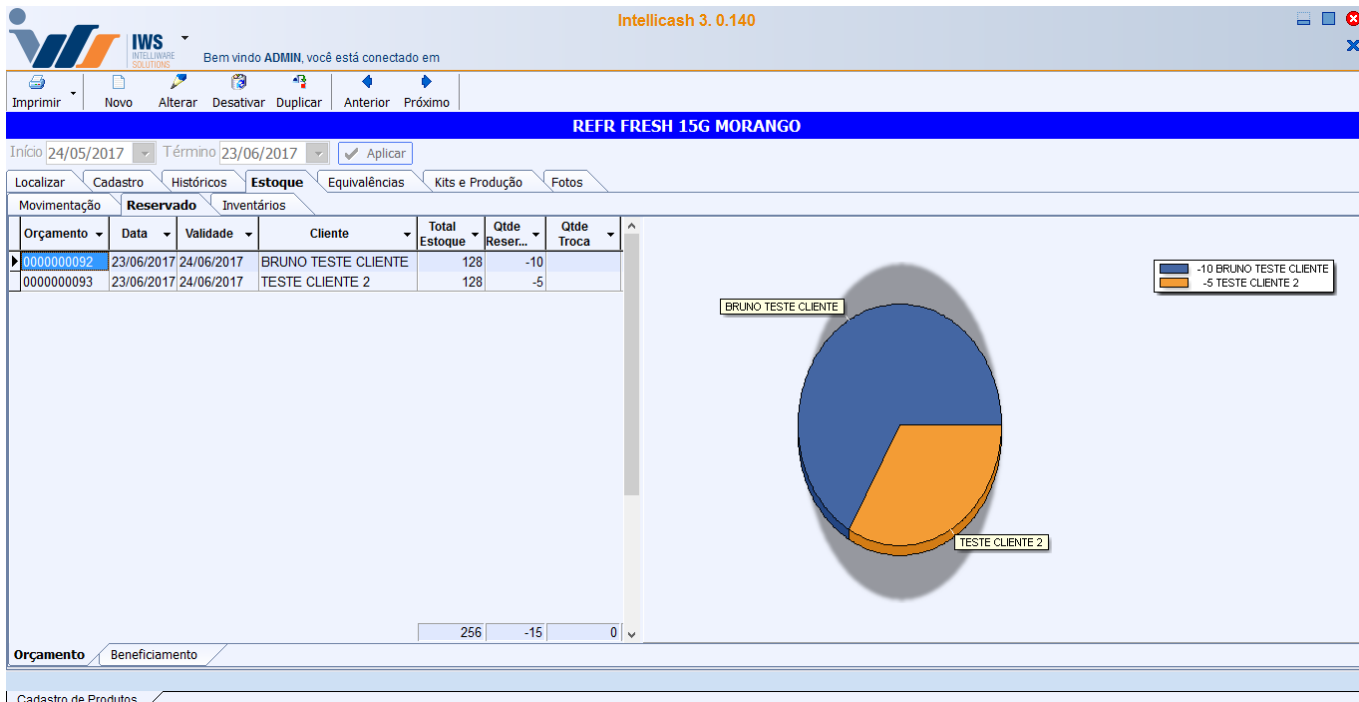 Intellicash 3. 0.140
IWS
INTELLIWARE
SOLUTIONS
Bem vindo ADMIN, você está conectado em
Imprimir Novo Alterar Desativar Duplicar Anterior Próximo
REFR FRESH 15G MORANGO
Início 24/05/2017 Término 23/06/2017 Aplicar
Localizar Cadastro Históricos Estoque Equivalências Kits e Produção Fotos
Movimentação Reservado Inventários
Orçamento Data Validade Cliente Total Estoque Qtde Reser... Qtde Troca
0000000092 23/06/2017 24/06/2017 BRUNO TESTE CLIENTE 128 -10
0000000093 23/06/2017 24/06/2017 TESTE CLIENTE 2 128 -5
256 -15 0
-10 BRUNO TESTE CLIENTE
-5 TESTE CLIENTE 2
BRUNO TESTE CLIENTE
TESTE CLIENTE 2
Orçamento Beneficiamento
Cadastro de Produtos